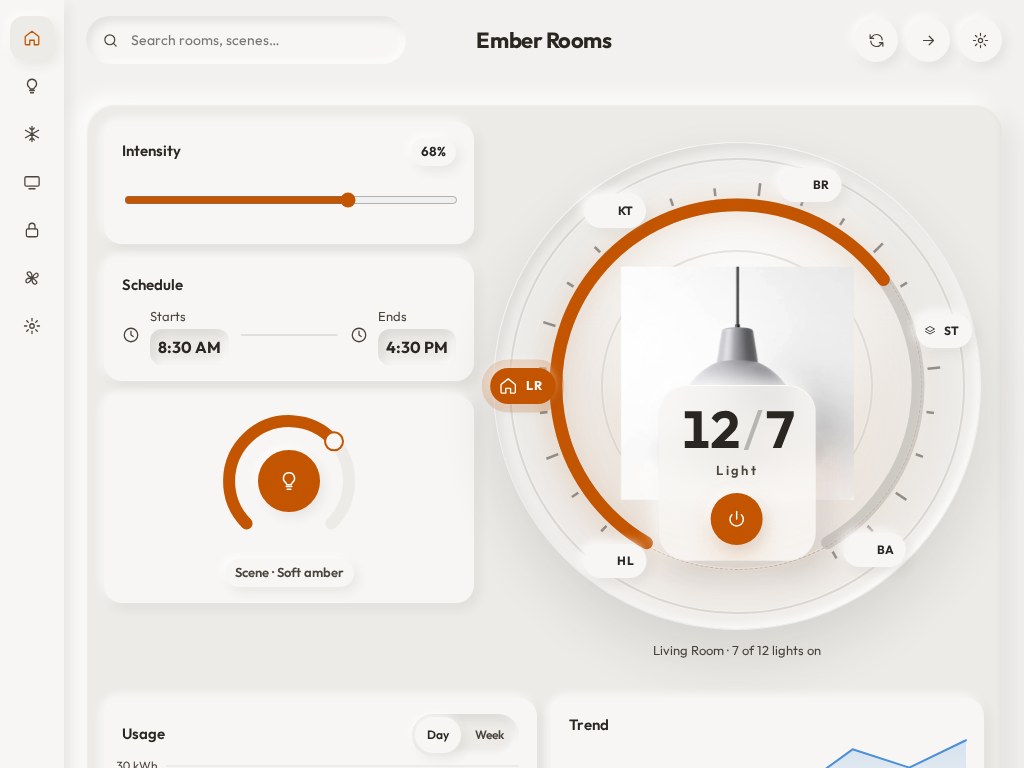 Search rooms, scenes…
Ember Rooms
Intensity
68%
Schedule
Starts
8:30 AM
Ends
4:30 PM
Scene · Soft amber
KT
BR
ST
LR
12/7
Light
HL
BA
Living Room · 7 of 12 lights on
Usage
Day
Week
30 kWh
Trend